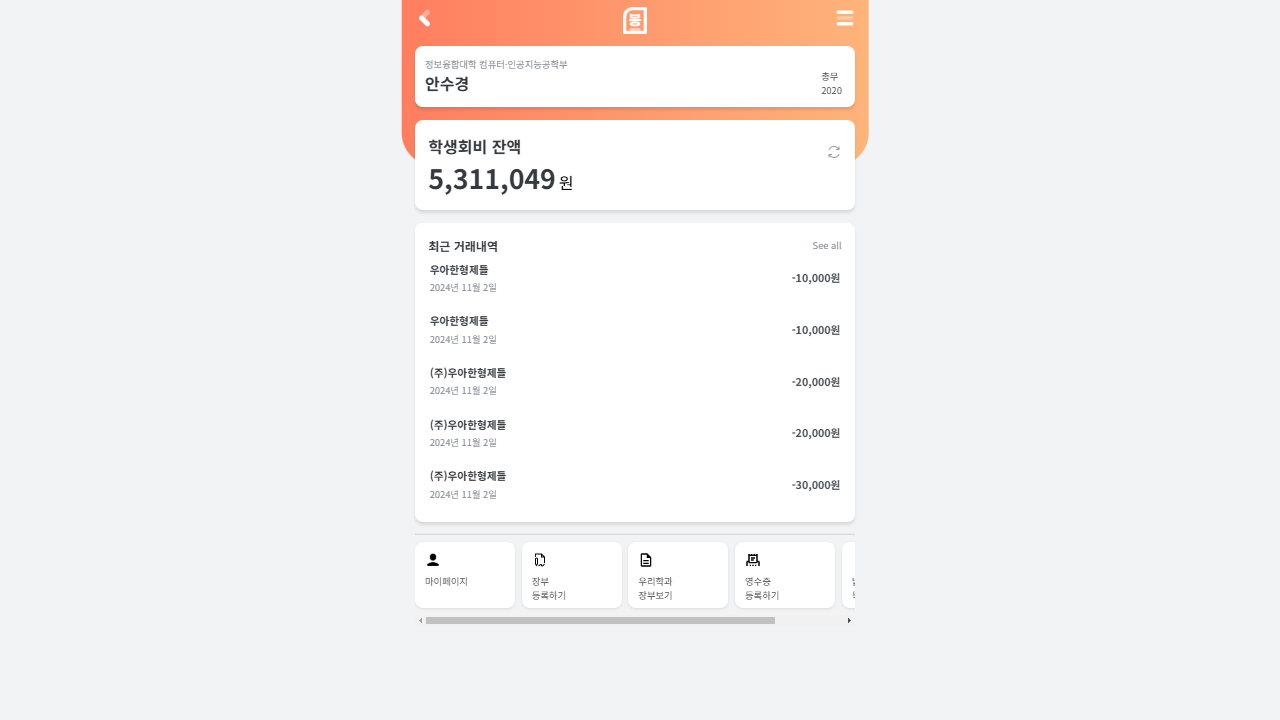 붕
정보융합대학 컴퓨터·인공지능공학부
안수경
총무
2020
학생회비 잔액
5,311,049 원
최근 거래내역
See all
우아한형제들
2024년 11월 2일
-10,000원
우아한형제들
2024년 11월 2일
-10,000원
(주)우아한형제들
2024년 11월 2일
-20,000원
(주)우아한형제들
2024년 11월 2일
-20,000원
(주)우아한형제들
2024년 11월 2일
-30,000원
마이페이지
장부
등록하기
우리학과
장부보기
영수증
등록하기